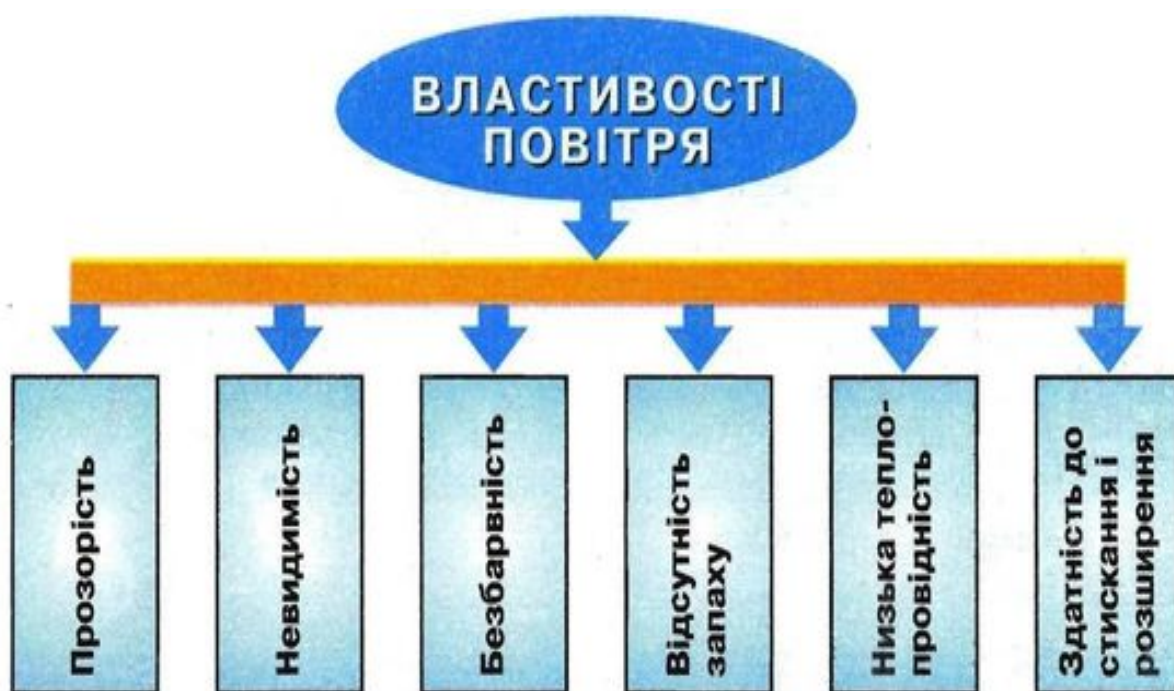 ВЛАСТИВОСТІ
ПОВІТРЯ
Прозорість
Невидимість
Безбарвність
Відсутність
запаху
Низька тепло-
провідність
Здатність до
стискання і
розширення